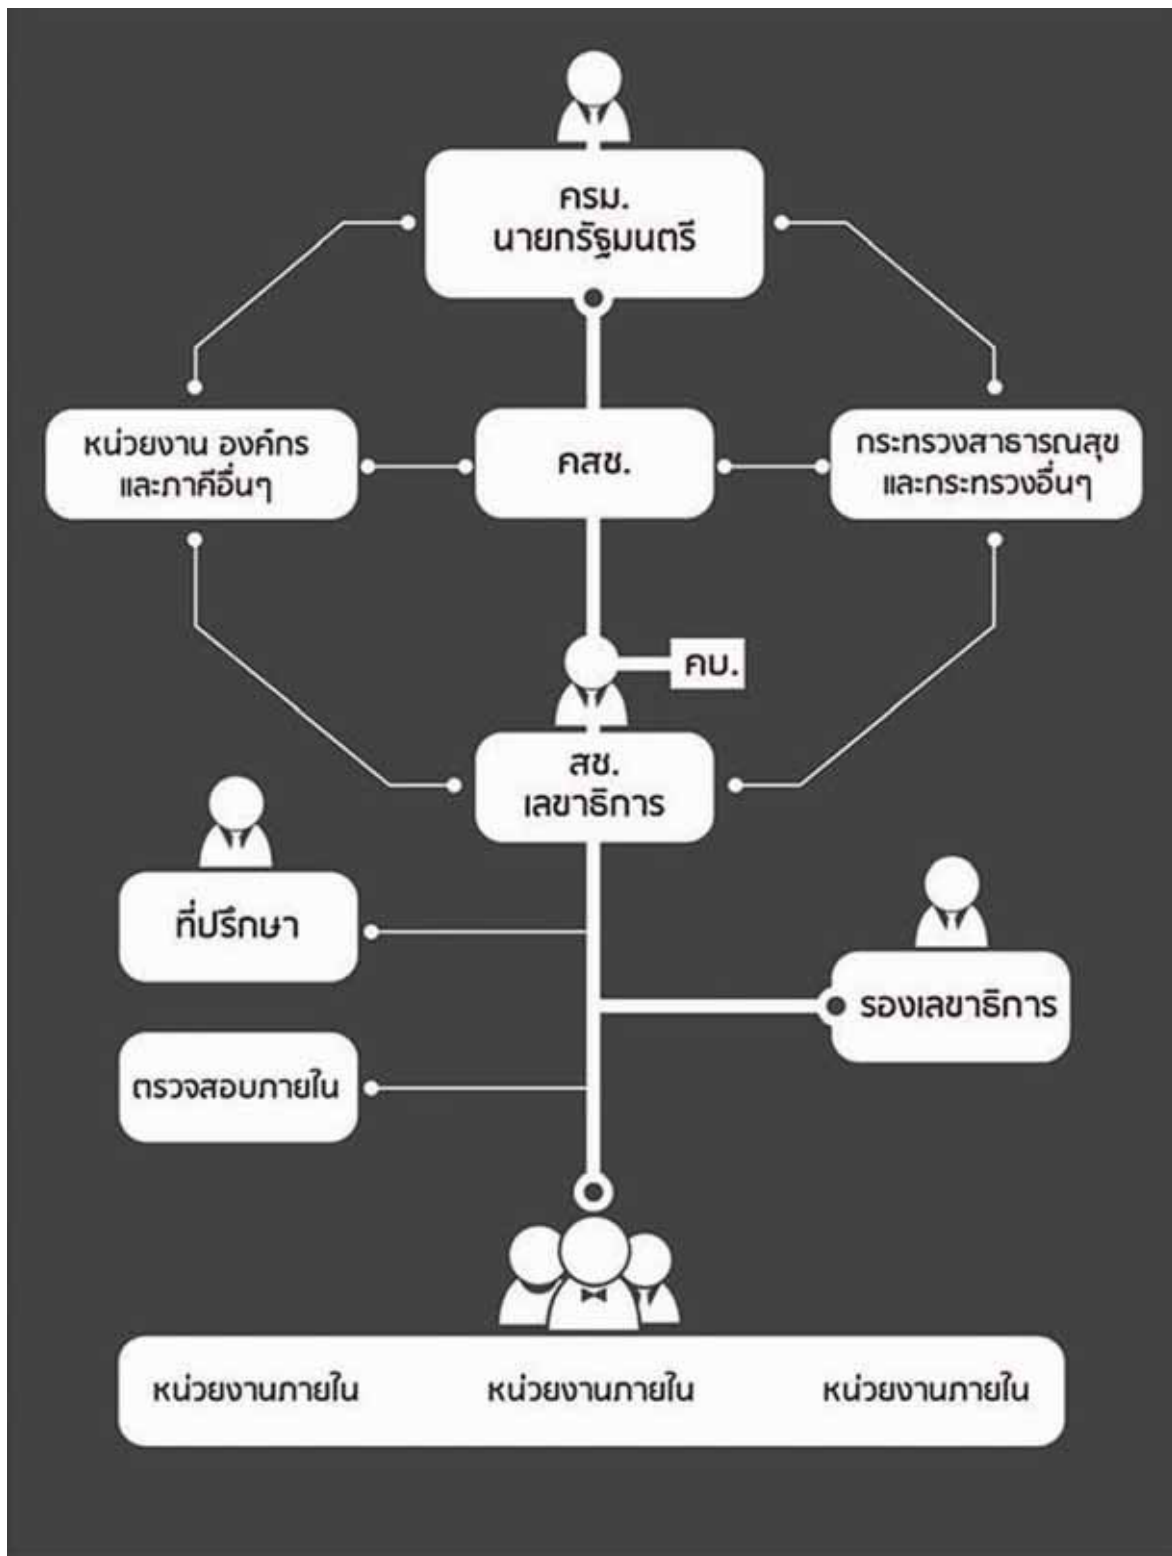 ครม.
นายกรัฐมนตรี
หน่วยงาน องค์กร
และภาคีอื่นๆ
คสช.
กระทรวงสาธารณสุข
และกระทรวงอื่นๆ
คบ.
สช.
เลขาธิการ
ที่ปรึกษา
รองเลขาธิการ
ตรวจสอบภายใน
หน่วยงานภายใน หน่วยงานภายใน หน่วยงานภายใน